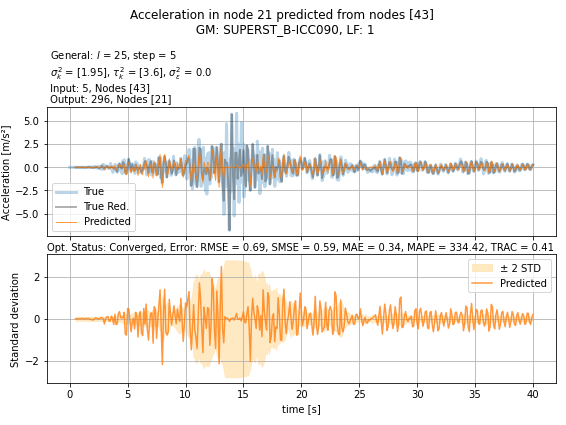 Acceleration in node 21 predicted from nodes [43]
GM: SUPERST_B-ICC090, LF: 1
General: l = 25, step = 5
σ²ₖ = [1.95], τ²ₖ = [3.6], σ²ε = 0.0
Input: 5, Nodes [43]
Output: 296, Nodes [21]
Acceleration [m/s²]
5.0
2.5
0.0
−2.5
−5.0
True
True Red.
Predicted
Opt. Status: Converged, Error: RMSE = 0.69, SMSE = 0.59, MAE = 0.34, MAPE = 334.42, TRAC = 0.41
Standard deviation
2
0
−2
± 2 STD
Predicted
0 5 10 15 20 25 30 35 40
time [s]